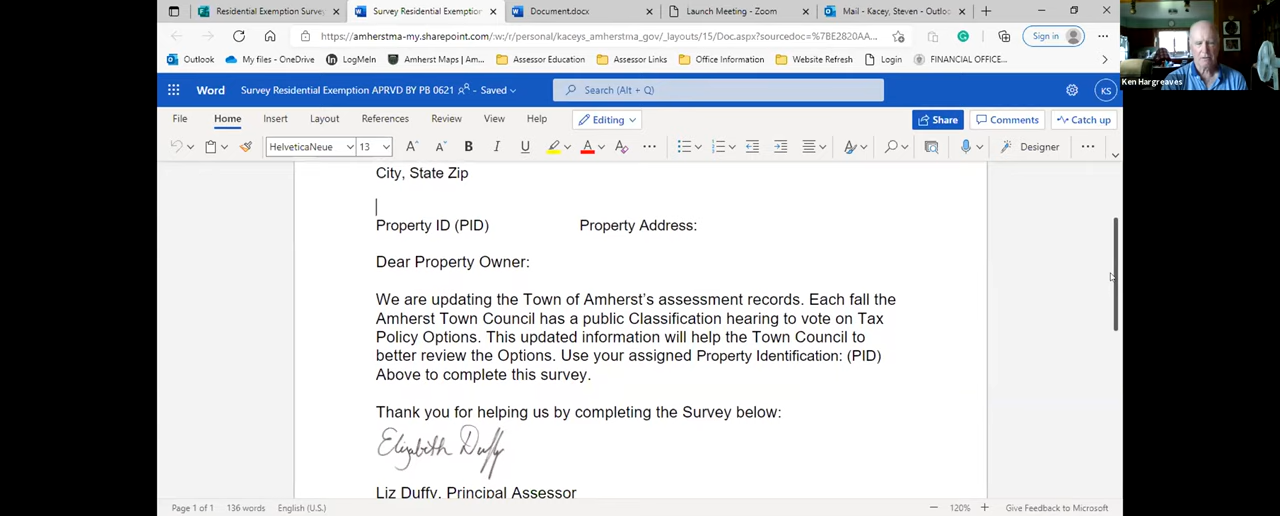 Residential Exemption Surve
Survey Residential Exemption
Document.docx
Launch Meeting - Zoom
Mail - Kacey, Steven - Outloo
https://amherstma-my.sharepoint.com/:w:/r/personal/kaceys_amherstma_gov/_layouts/15/Doc.aspx?sourcedoc=%7BE2820AA...
Sign in
Ken Hargreaves
Outlook
My files - OneDrive
LogMeIn
Amherst Maps | Am...
Assessor Education
Assessor Links
Office Information
Website Refresh
Login
FINANCIAL OFFICE...
Word
Survey Residential Exemption APRVD BY PB 0621 - Saved
Search (Alt + Q)
KS
File Home Insert Layout References Review View Help Editing Share Comments Catch up
HelveticaNeue 13 A A B I U A Designer
City, State Zip
Property ID (PID) Property Address:
Dear Property Owner:
We are updating the Town of Amherst's assessment records. Each fall the
Amherst Town Council has a public Classification hearing to vote on Tax
Policy Options. This updated information will help the Town Council to
better review the Options. Use your assigned Property Identification: (PID)
Above to complete this survey.
Thank you for helping us by completing the Survey below:
Elizabeth Duffy
Liz Duffy, Principal Assessor
Page 1 of 1 136 words English (U.S.) 120% Give Feedback to Microsoft